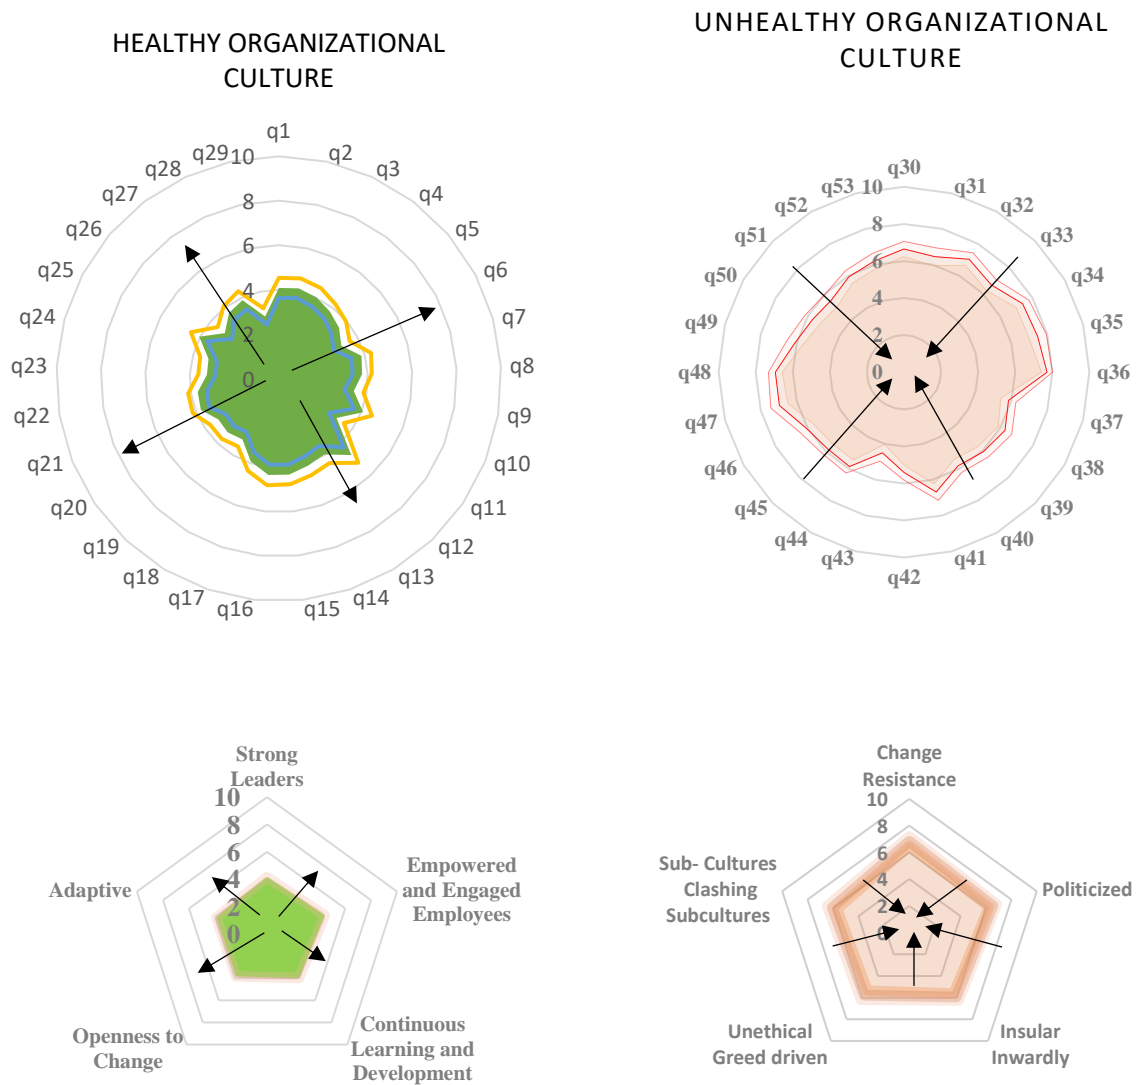 HEALTHY ORGANIZATIONAL
CULTURE
q1
q2
q3
q4
q5
q6
q7
q8
q9
q10
q11
q12
q13
q14
q15
q16
q17
q18
q19
q20
q21
q22
q23
q24
q25
q26
q27
q28
q29
10
8
6
4
2
0
UNHEALTHY ORGANIZATIONAL
CULTURE
q30
q31
q32
q33
q34
q35
q36
q37
q38
q39
q40
q41
q42
q43
q44
q45
q46
q47
q48
q49
q50
q51
q52
q53
10
8
6
4
2
0
Strong
Leaders
10
8
6
4
2
0
Empowered
and Engaged
Employees
Continuous
Learning and
Development
Openness to
Change
Adaptive
Change
Resistance
10
8
6
4
2
0
Politicized
Insular
Inwardly
Unethical
Greed driven
Sub- Cultures
Clashing
Subcultures